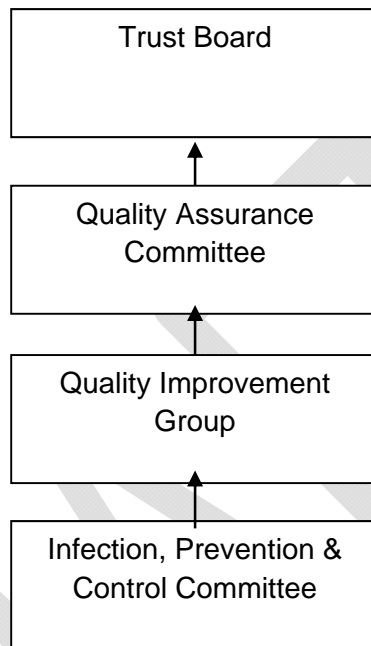 Trust Board
Quality Assurance
Committee
Quality Improvement
Group
Infection, Prevention &
Control Committee